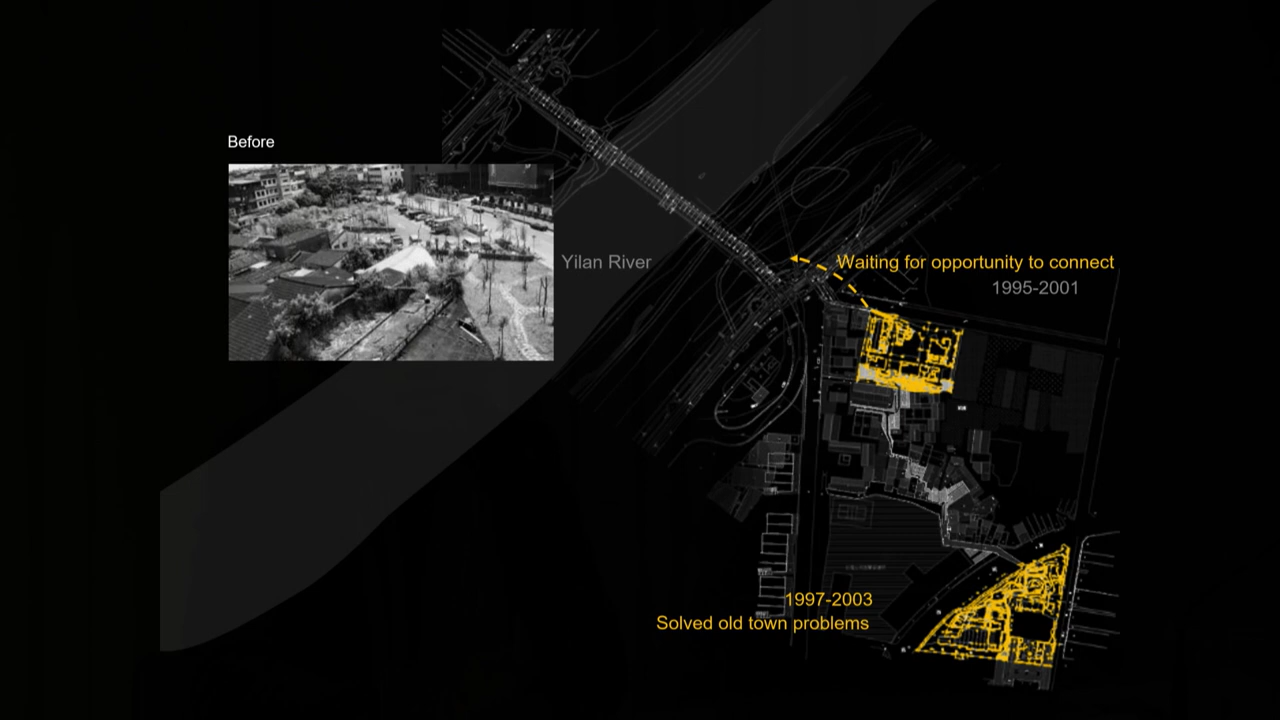 Before
Yilan River
Waiting for opportunity to connect
1995-2001
1997-2003
Solved old town problems